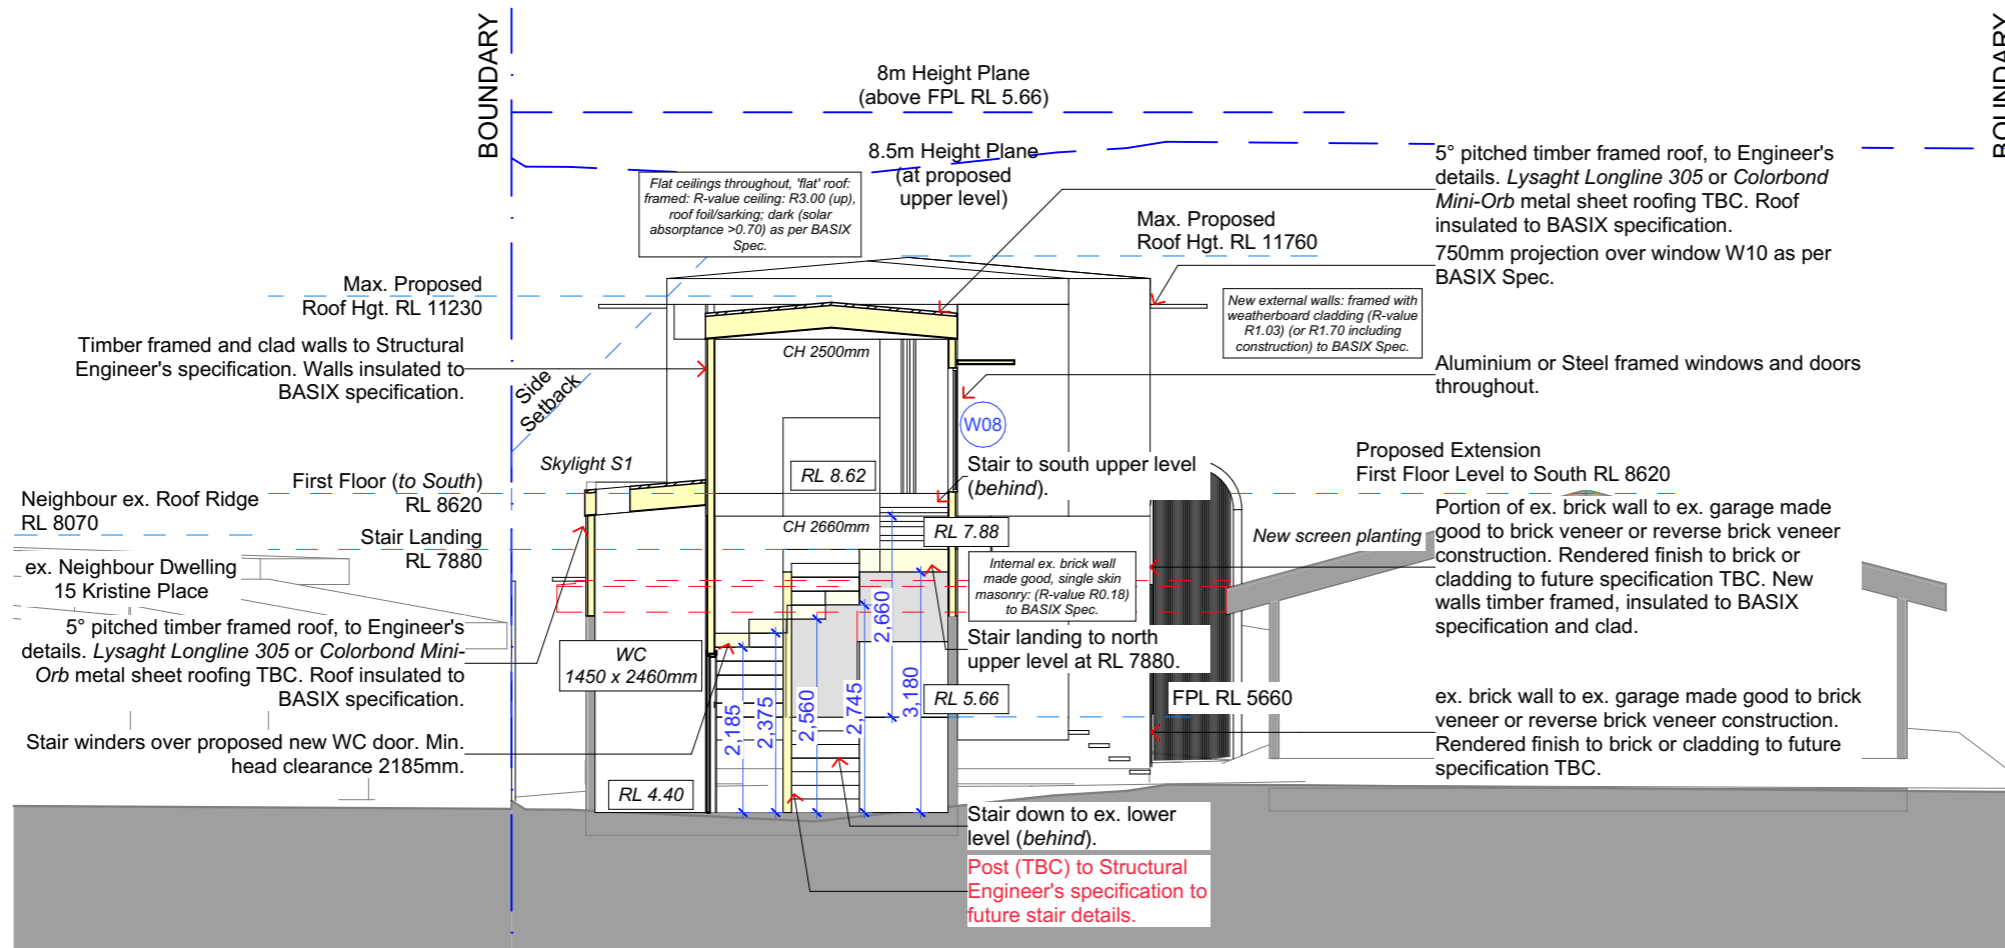 BOUNDARY
BOUNDARY
8m Height Plane
(above FPL RL 5.66)
8.5m Height Plane
(at proposed
upper level)
Flat ceilings throughout, 'flat' roof:
framed: R-value ceiling: R3.00 (up),
roof foil/sarking; dark (solar
absorptance >0.70) as per BASIX
Spec.
5° pitched timber framed roof, to Engineer's
details. Lysaght Longline 305 or Colorbond
Mini-Orb metal sheet roofing TBC. Roof
insulated to BASIX specification.
750mm projection over window W10 as per
BASIX Spec.
Max. Proposed
Roof Hgt. RL 11760
Max. Proposed
Roof Hgt. RL 11230
New external walls: framed with
weatherboard cladding (R-value
R1.03) (or R1.70 including
construction) to BASIX Spec.
Timber framed and clad walls to Structural
Engineer's specification. Walls insulated to
BASIX specification.
CH 2500mm
Aluminium or Steel framed windows and doors
throughout.
Side
Setback
W08
Skylight S1
RL 8.62
Stair to south upper level
(behind).
Proposed Extension
First Floor Level to South RL 8620
First Floor (to South)
RL 8620
Neighbour ex. Roof Ridge
RL 8070
Stair Landing
RL 7880
CH 2660mm
RL 7.88
New screen planting
Portion of ex. brick wall to ex. garage made
good to brick veneer or reverse brick veneer
construction. Rendered finish to brick or
cladding to future specification TBC. New
walls timber framed, insulated to BASIX
specification and clad.
ex. Neighbour Dwelling
15 Kristine Place
Internal ex. brick wall
made good, single skin
masonry: (R-value R0.18)
to BASIX Spec.
5° pitched timber framed roof, to Engineer's
details. Lysaght Longline 305 or Colorbond Mini-
Orb metal sheet roofing TBC. Roof insulated to
BASIX specification.
WC
1450 x 2460mm
Stair landing to north
upper level at RL 7880.
2,185
2,375
2,560
2,745
2,660
3,180
RL 5.66
FPL RL 5660
ex. brick wall to ex. garage made good to brick
veneer or reverse brick veneer construction.
Rendered finish to brick or cladding to future
specification TBC.
Stair winders over proposed new WC door. Min.
head clearance 2185mm.
RL 4.40
Stair down to ex. lower
level (behind).
Post (TBC) to Structural
Engineer's specification to
future stair details.